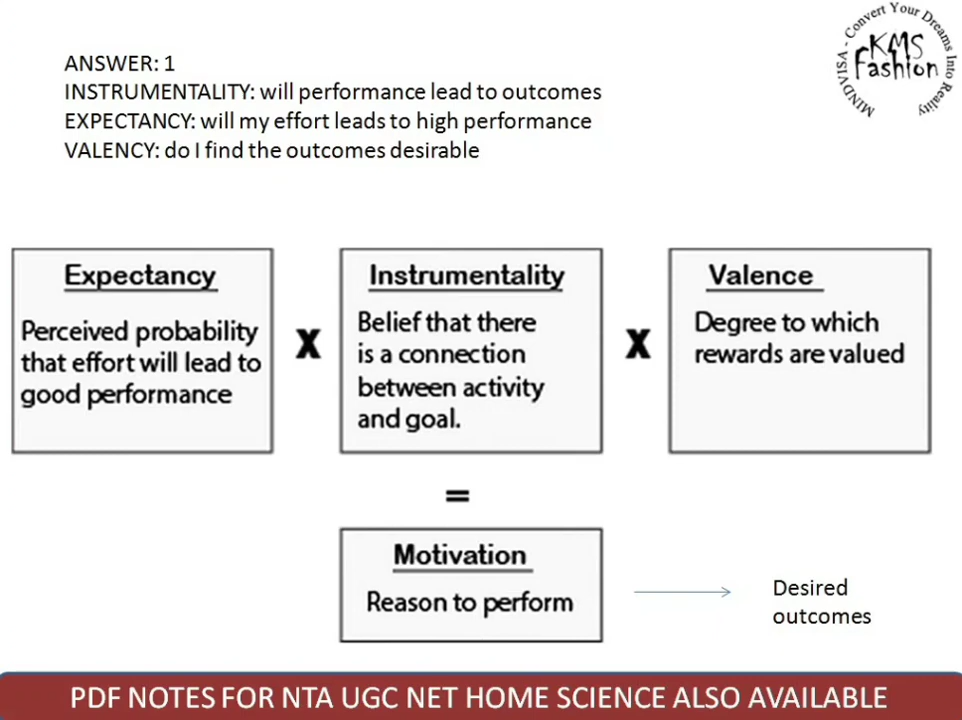 ANSWER: 1
INSTRUMENTALITY: will performance lead to outcomes
EXPECTANCY: will my effort leads to high performance
VALENCY: do I find the outcomes desirable
MINDVISA - Convert Your Dreams Into Reality
KMS
Fashion
Expectancy
Perceived probability
that effort will lead to
good performance
X
Instrumentality
Belief that there
is a connection
between activity
and goal.
X
Valence
Degree to which
rewards are valued
=
Motivation
Reason to perform
Desired
outcomes
PDF NOTES FOR NTA UGC NET HOME SCIENCE ALSO AVAILABLE